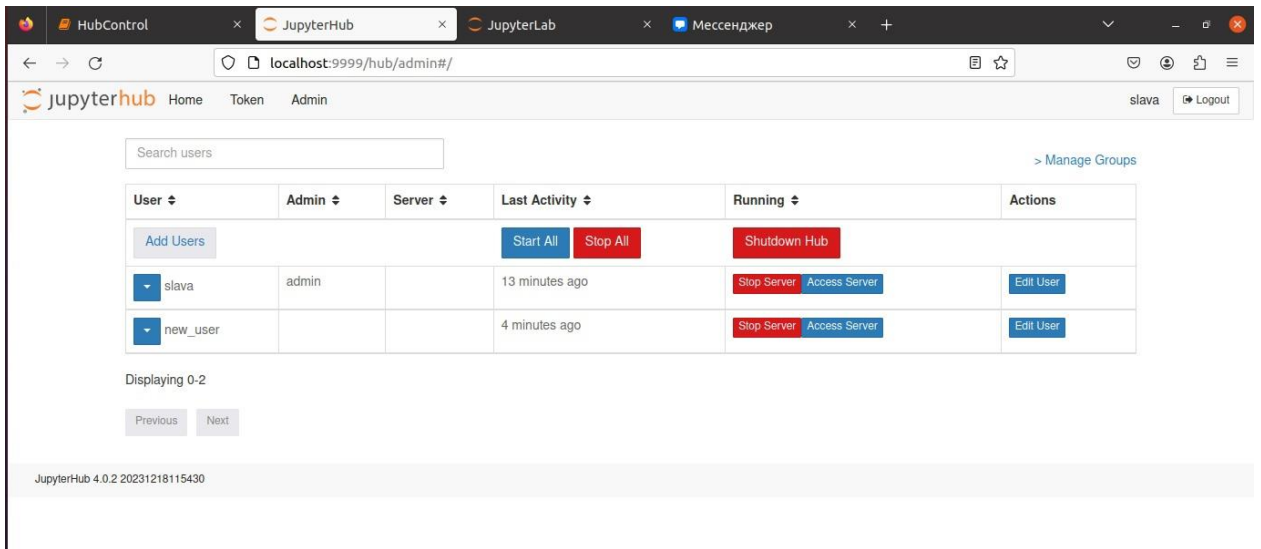 HubControl JupyterHub JupyterLab Мессенджер
localhost:9999/hub/admin#/
jupyterhub Home Token Admin slava Logout
Search users
> Manage Groups
User Admin Server Last Activity Running Actions
Add Users Start All Stop All Shutdown Hub
slava admin 13 minutes ago Stop Server Access Server Edit User
new_user 4 minutes ago Stop Server Access Server Edit User
Displaying 0-2
Previous Next
JupyterHub 4.0.2 20231218115430